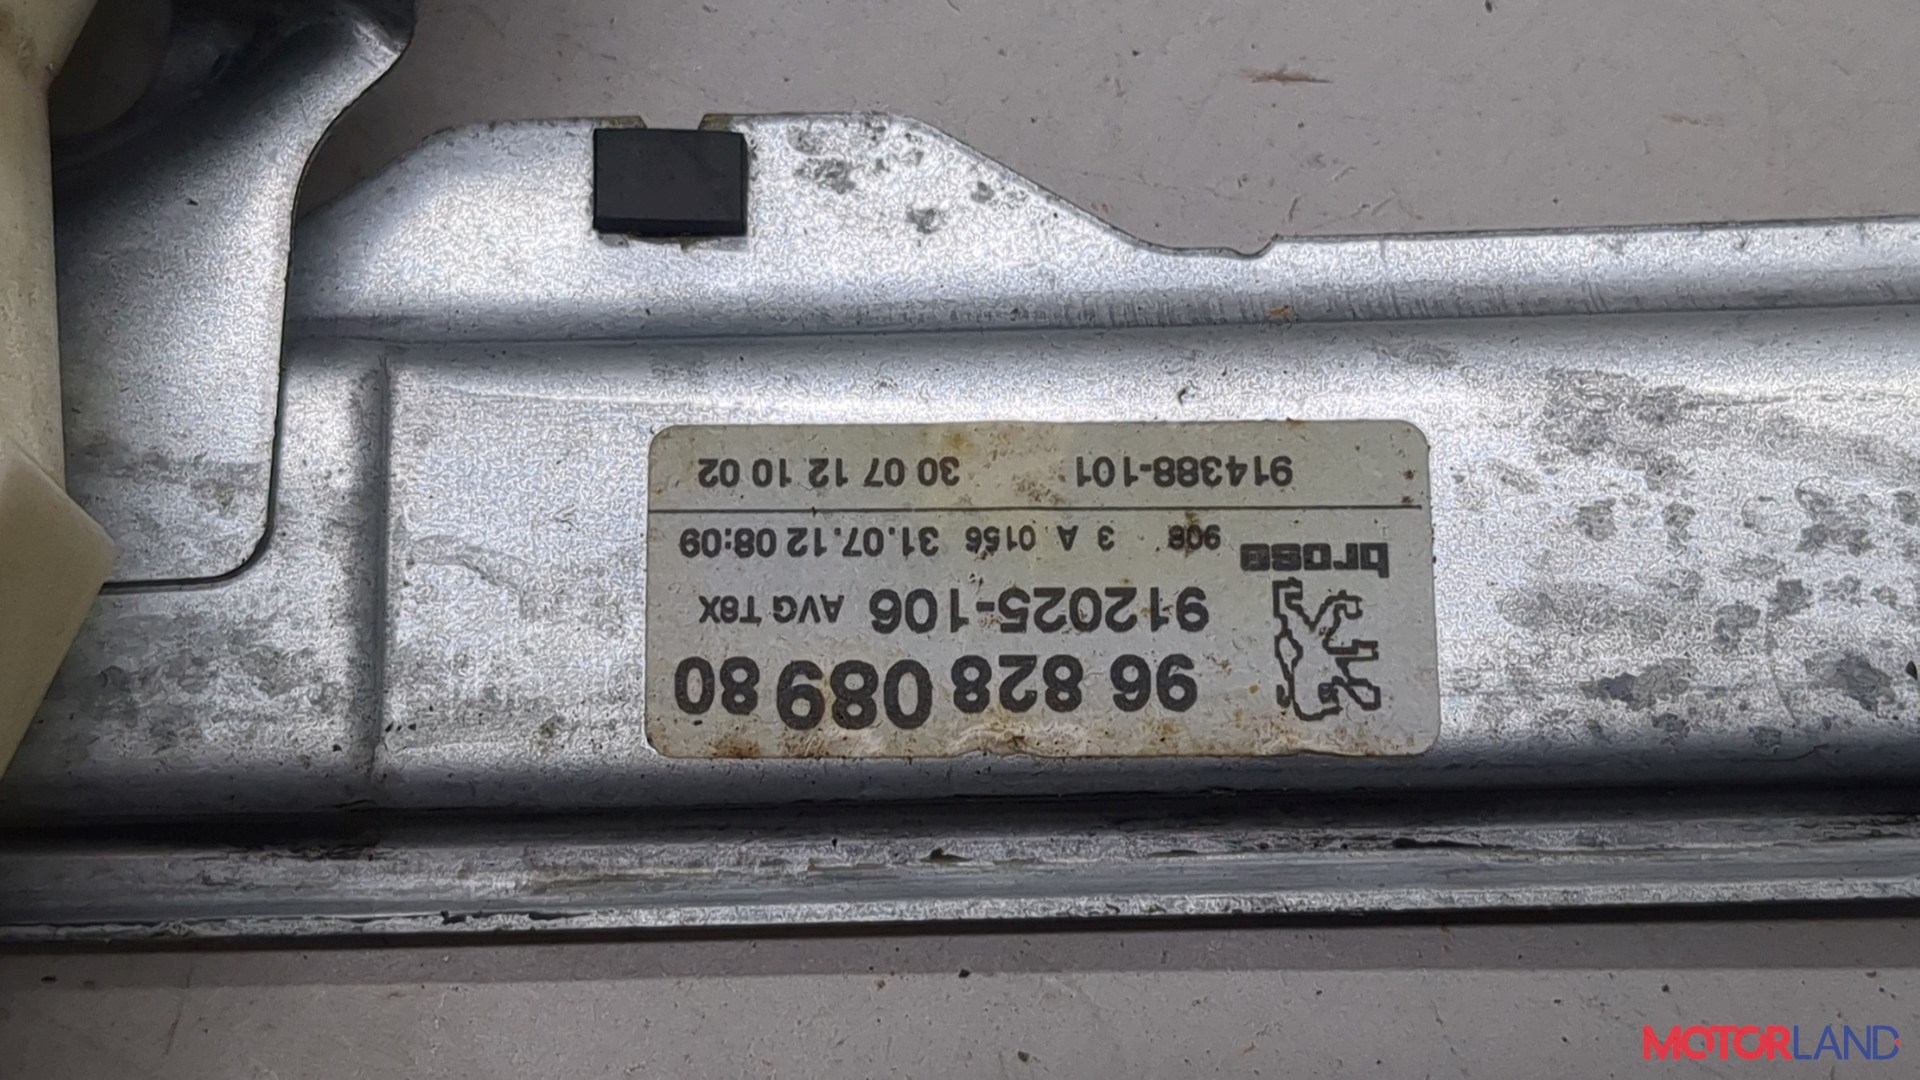 96 828 089 80
912025-106 AVG T8X
brose 908 3 A 0156 31.07.12 08:09
914388-101 30 07 12 10 02
MOTORLAND